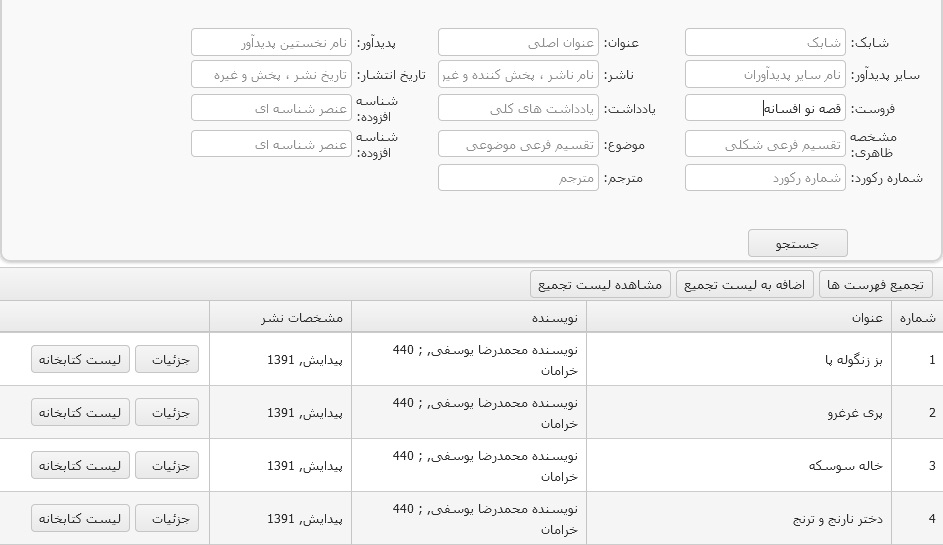 شابک: شابک عنوان: عنوان اصلی پدیدآور: نام نخستین پدیدآور
سایر پدیدآور: نام سایر پدیدآوران ناشر: نام ناشر ، پخش کننده و غیر تاریخ انتشار: تاریخ نشر ، پخش و غیره
فروست: قصه نو افسانه یادداشت: یادداشت های کلی شناسه افزوده: عنصر شناسه ای
مشخصه ظاهری: تقسیم فرعی شکلی موضوع: تقسیم فرعی موضوعی شناسه افزوده: عنصر شناسه ای
شماره رکورد: شماره رکورد مترجم: مترجم
جستجو
تجمیع فهرست ها اضافه به لیست تجمیع مشاهده لیست تجمیع
شماره عنوان نویسنده مشخصات نشر
1 بز زنگوله پا نویسنده محمدرضا یوسفی, ; 440 خرامان پیدایش, 1391 جزئیات لیست کتابخانه
2 پری غرغرو نویسنده محمدرضا یوسفی, ; 440 خرامان پیدایش, 1391 جزئیات لیست کتابخانه
3 خاله سوسکه نویسنده محمدرضا یوسفی, ; 440 خرامان پیدایش, 1391 جزئیات لیست کتابخانه
4 دختر نارنج و ترنج نویسنده محمدرضا یوسفی, ; 440 خرامان پیدایش, 1391 جزئیات لیست کتابخانه